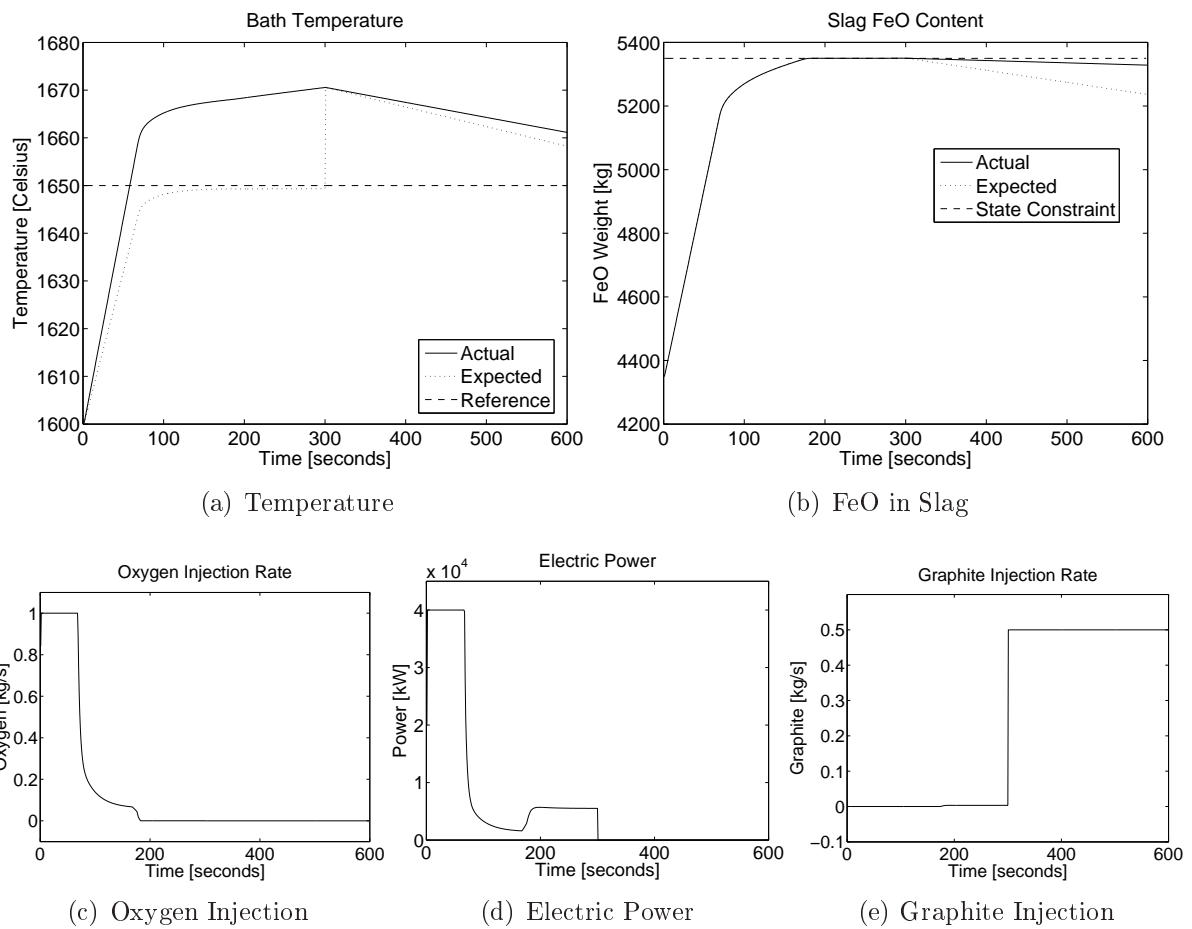 Bath Temperature
1680
1670
1660
1650
1640
1630
1620
1610
1600
Temperature [Celsius]
Actual
Expected
Reference
0
100
200
300
400
500
600
Time [seconds]
(a) Temperature
Slag FeO Content
5400
5200
5000
4800
4600
4400
4200
FeO Weight [kg]
Actual
Expected
State Constraint
0
100
200
300
400
500
600
Time [seconds]
(b) FeO in Slag
Oxygen Injection Rate
1
0.8
0.6
0.4
0.2
0
Oxygen [kg/s]
0
200
400
600
Time [seconds]
(c) Oxygen Injection
Electric Power
x 10^4
5
4
3
2
1
0
Power [kW]
0
200
400
600
Time [seconds]
(d) Electric Power
Graphite Injection Rate
0.5
0.4
0.3
0.2
0.1
0
−0.1
Graphite [kg/s]
0
200
400
600
Time [seconds]
(e) Graphite Injection